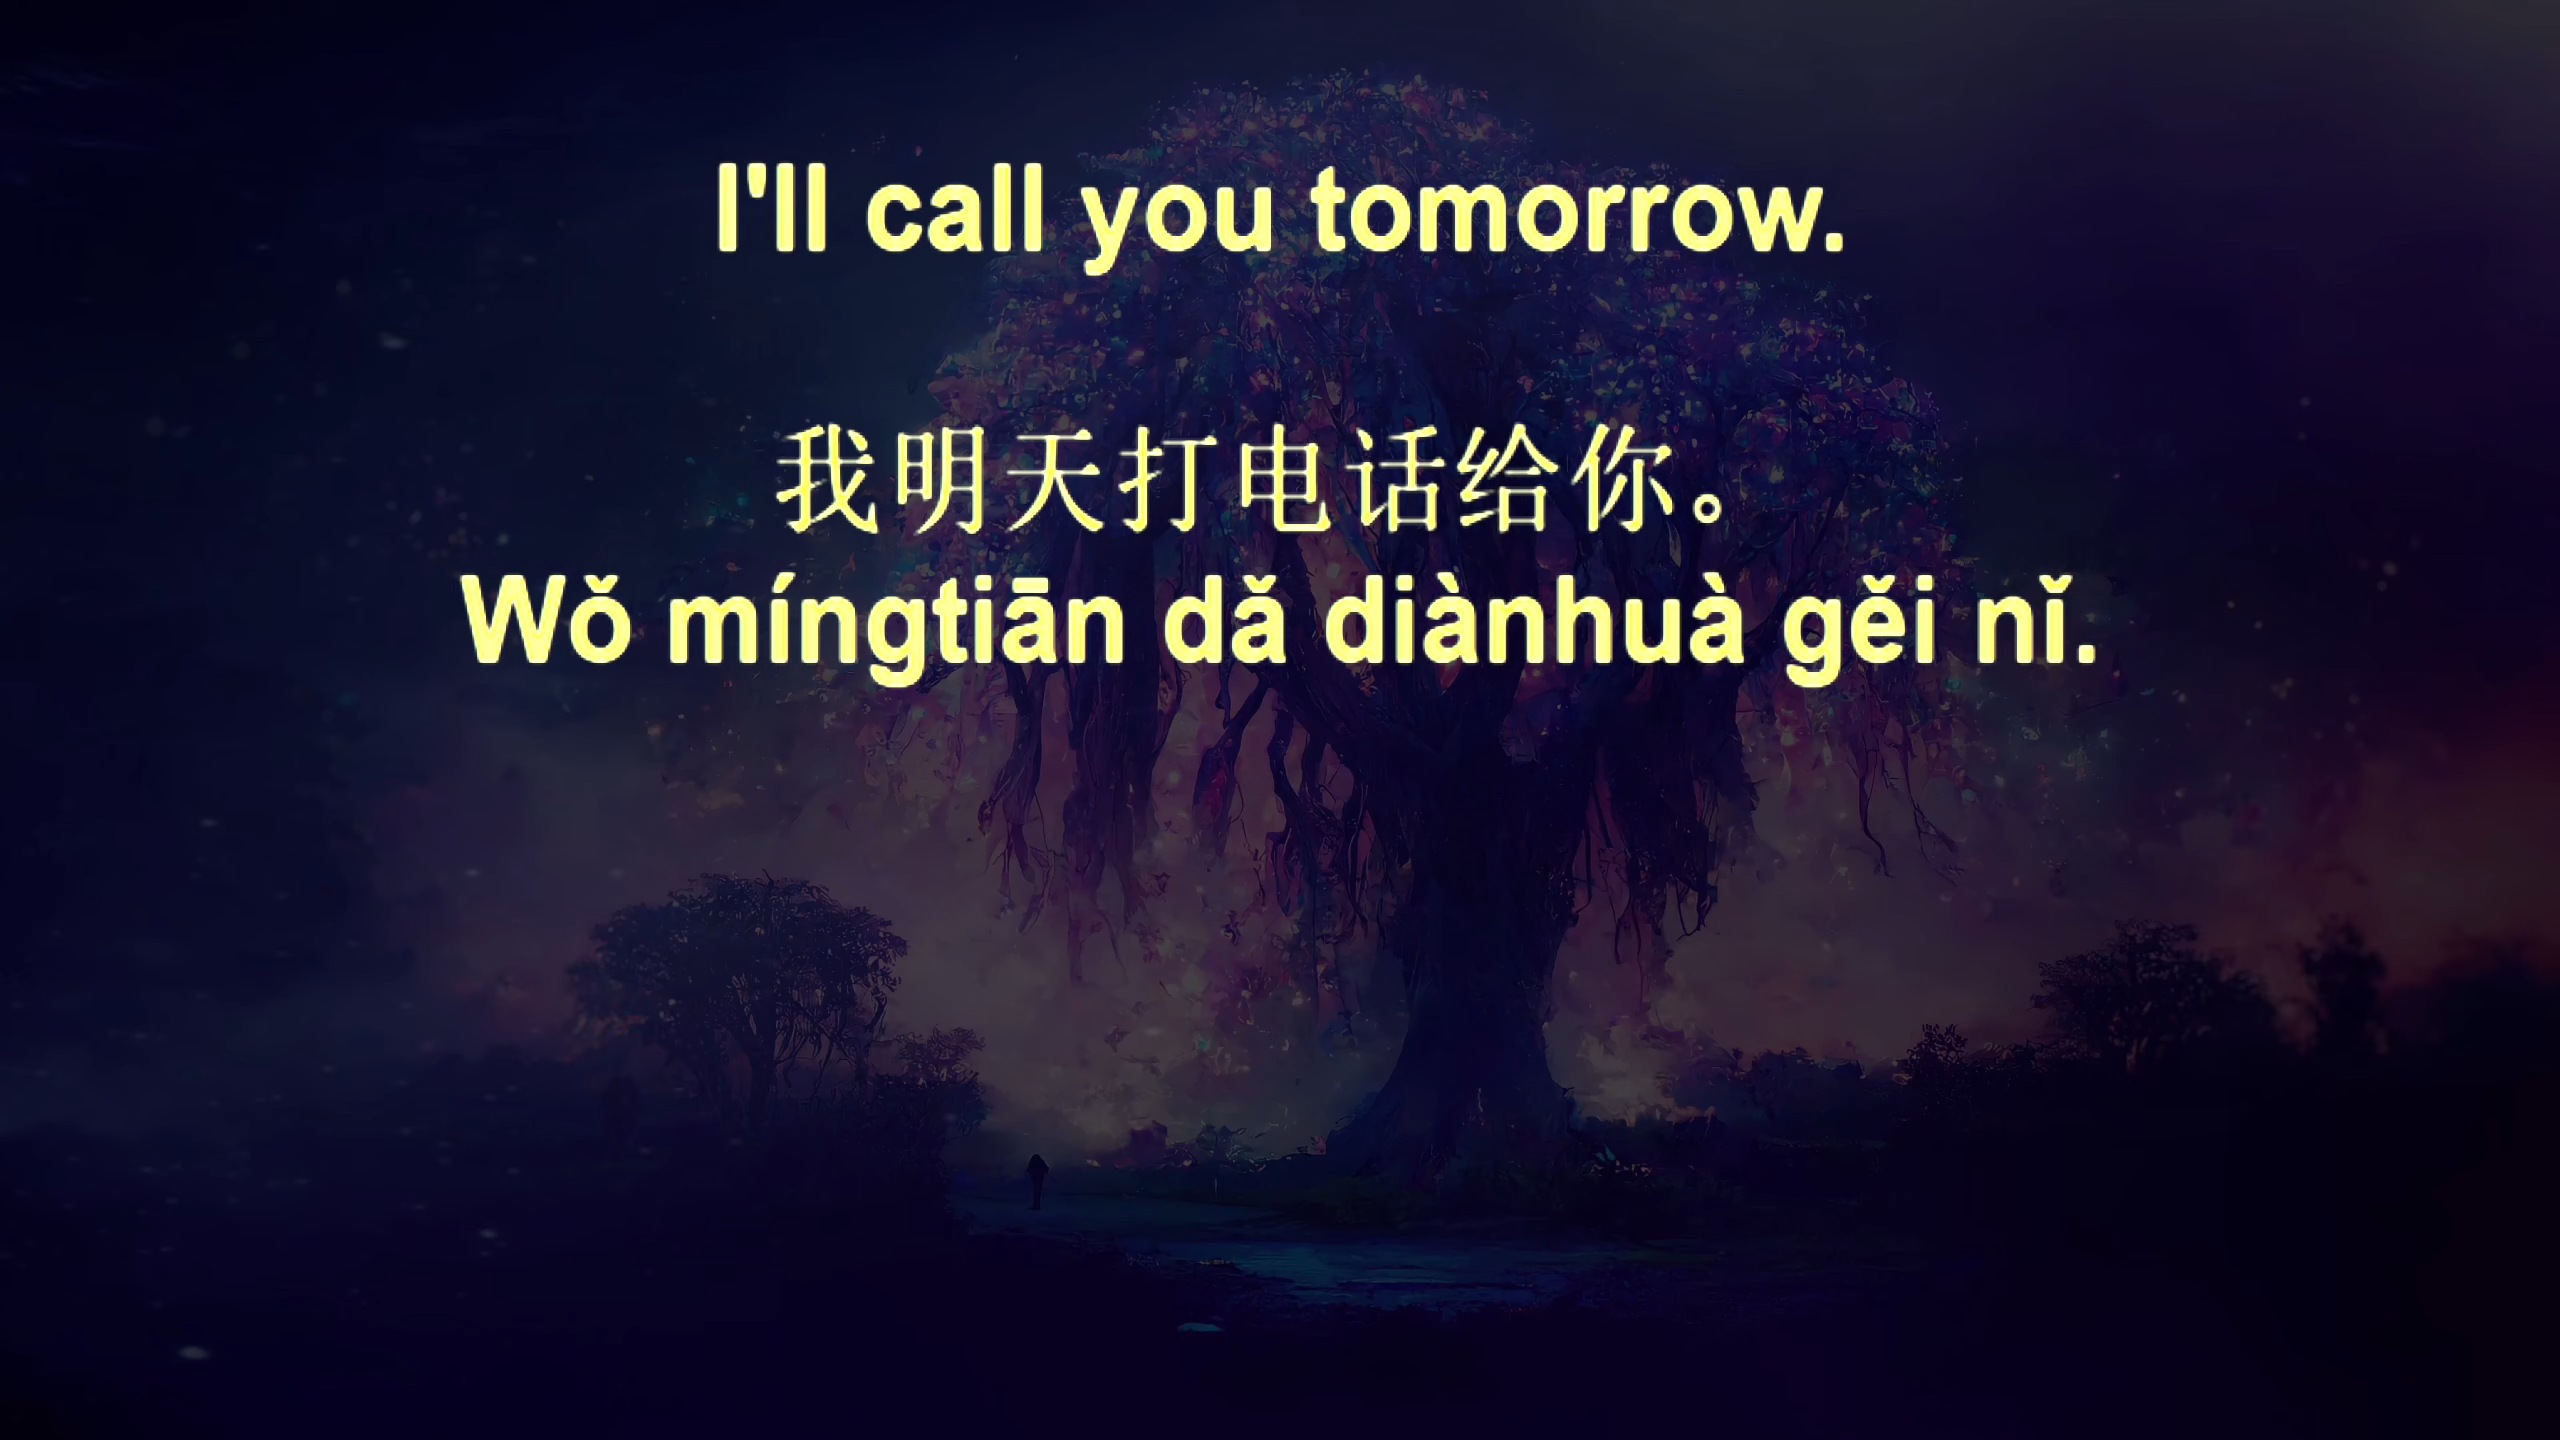 I'll call you tomorrow.
我明天打电话给你。
Wǒ míngtiān dǎ diànhuà gěi nǐ.